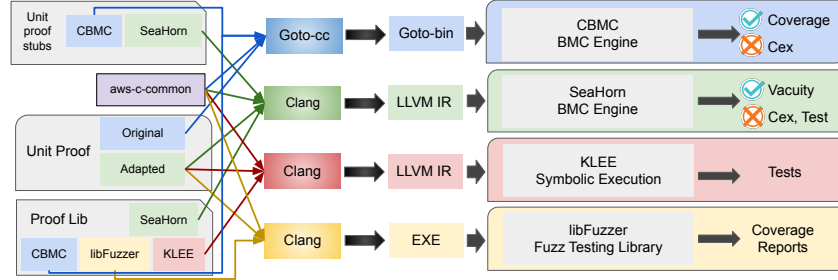 Unit
proof
stubs
CBMC
SeaHorn
aws-c-common
Unit Proof
Original
Adapted
Proof Lib
SeaHorn
CBMC
libFuzzer
KLEE
Goto-cc
Goto-bin
CBMC
BMC Engine
Coverage
Cex
Clang
LLVM IR
SeaHorn
BMC Engine
Vacuity
Cex, Test
Clang
LLVM IR
KLEE
Symbolic Execution
Tests
Clang
EXE
libFuzzer
Fuzz Testing Library
Coverage
Reports